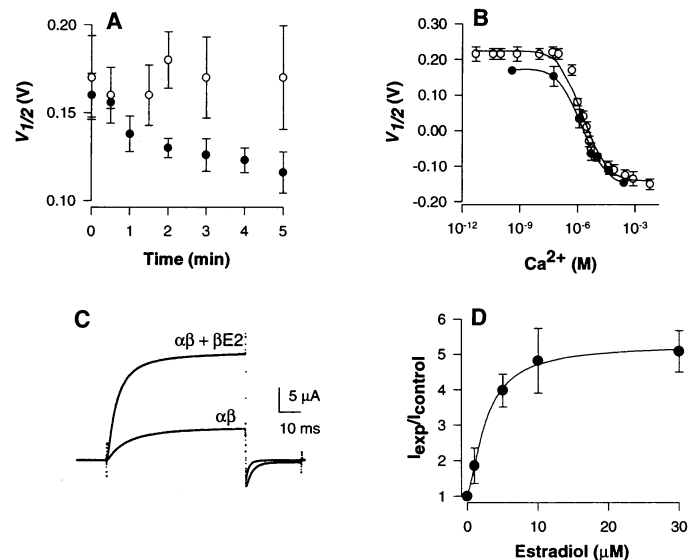 A
V1/2 (V)
0.20
0.15
0.10
0 1 2 3 4 5
Time (min)
B
V1/2 (V)
0.30
0.20
0.10
0.00
-0.10
-0.20
10-12 10-9 10-6 10-3
Ca2+ (M)
C
αβ + βE2
αβ
5 μA
10 ms
D
Iexp/Icontrol
6
5
4
3
2
1
0 10 20 30
Estradiol (μM)